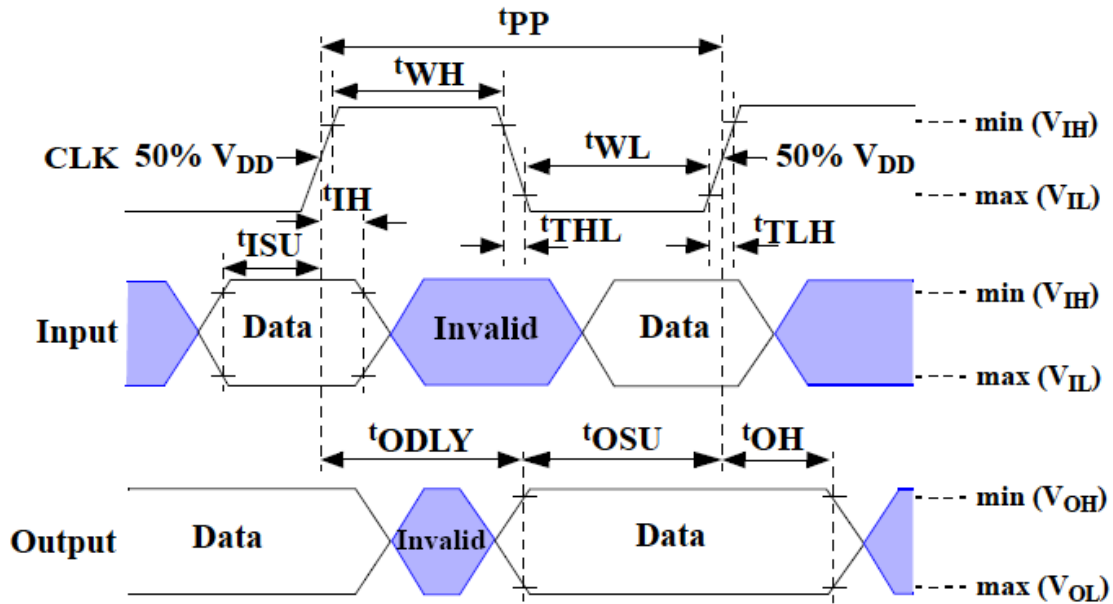 tPP
tWH
min (VIH)
CLK 50% VDD
tWL
50% VDD
max (VIL)
tIH
tTHL
tTLH
tISU
min (VIH)
Input
Data
Invalid
Data
max (VIL)
tODLY
tOSU
tOH
min (VOH)
Output
Data
Invalid
Data
max (VOL)